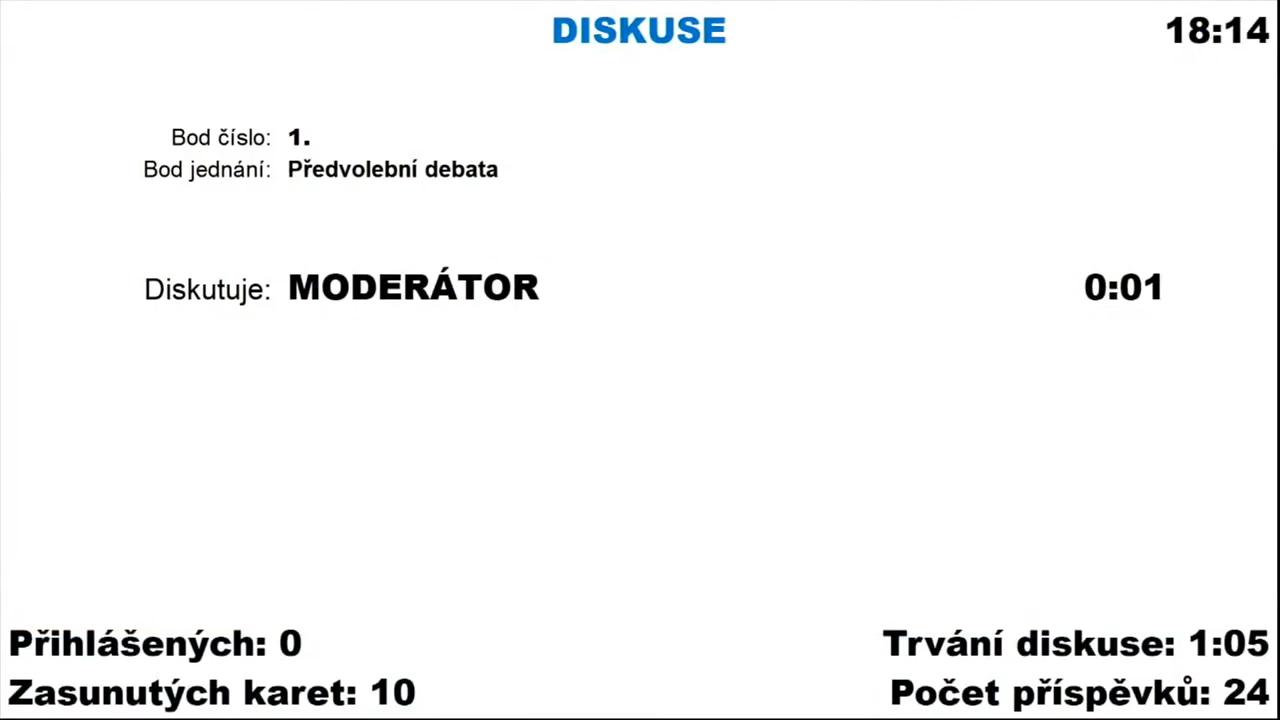 DISKUSE 18:14
Bod číslo: 1.
Bod jednání: Předvolební debata
Diskutuje: MODERÁTOR 0:01
Přihlášených: 0 Trvání diskuse: 1:05
Zasunutých karet: 10 Počet příspěvků: 24